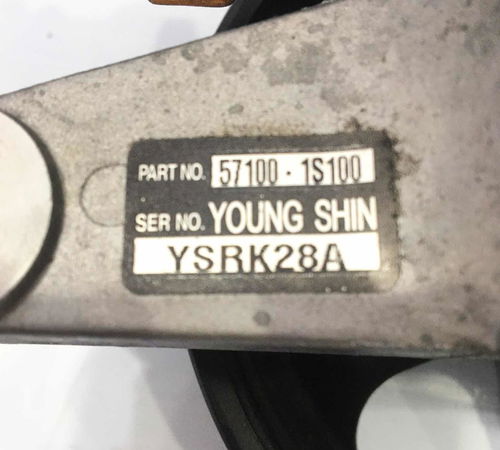 PART NO. 57100 - 1S100
SER NO. YOUNG SHIN
YSRK28A